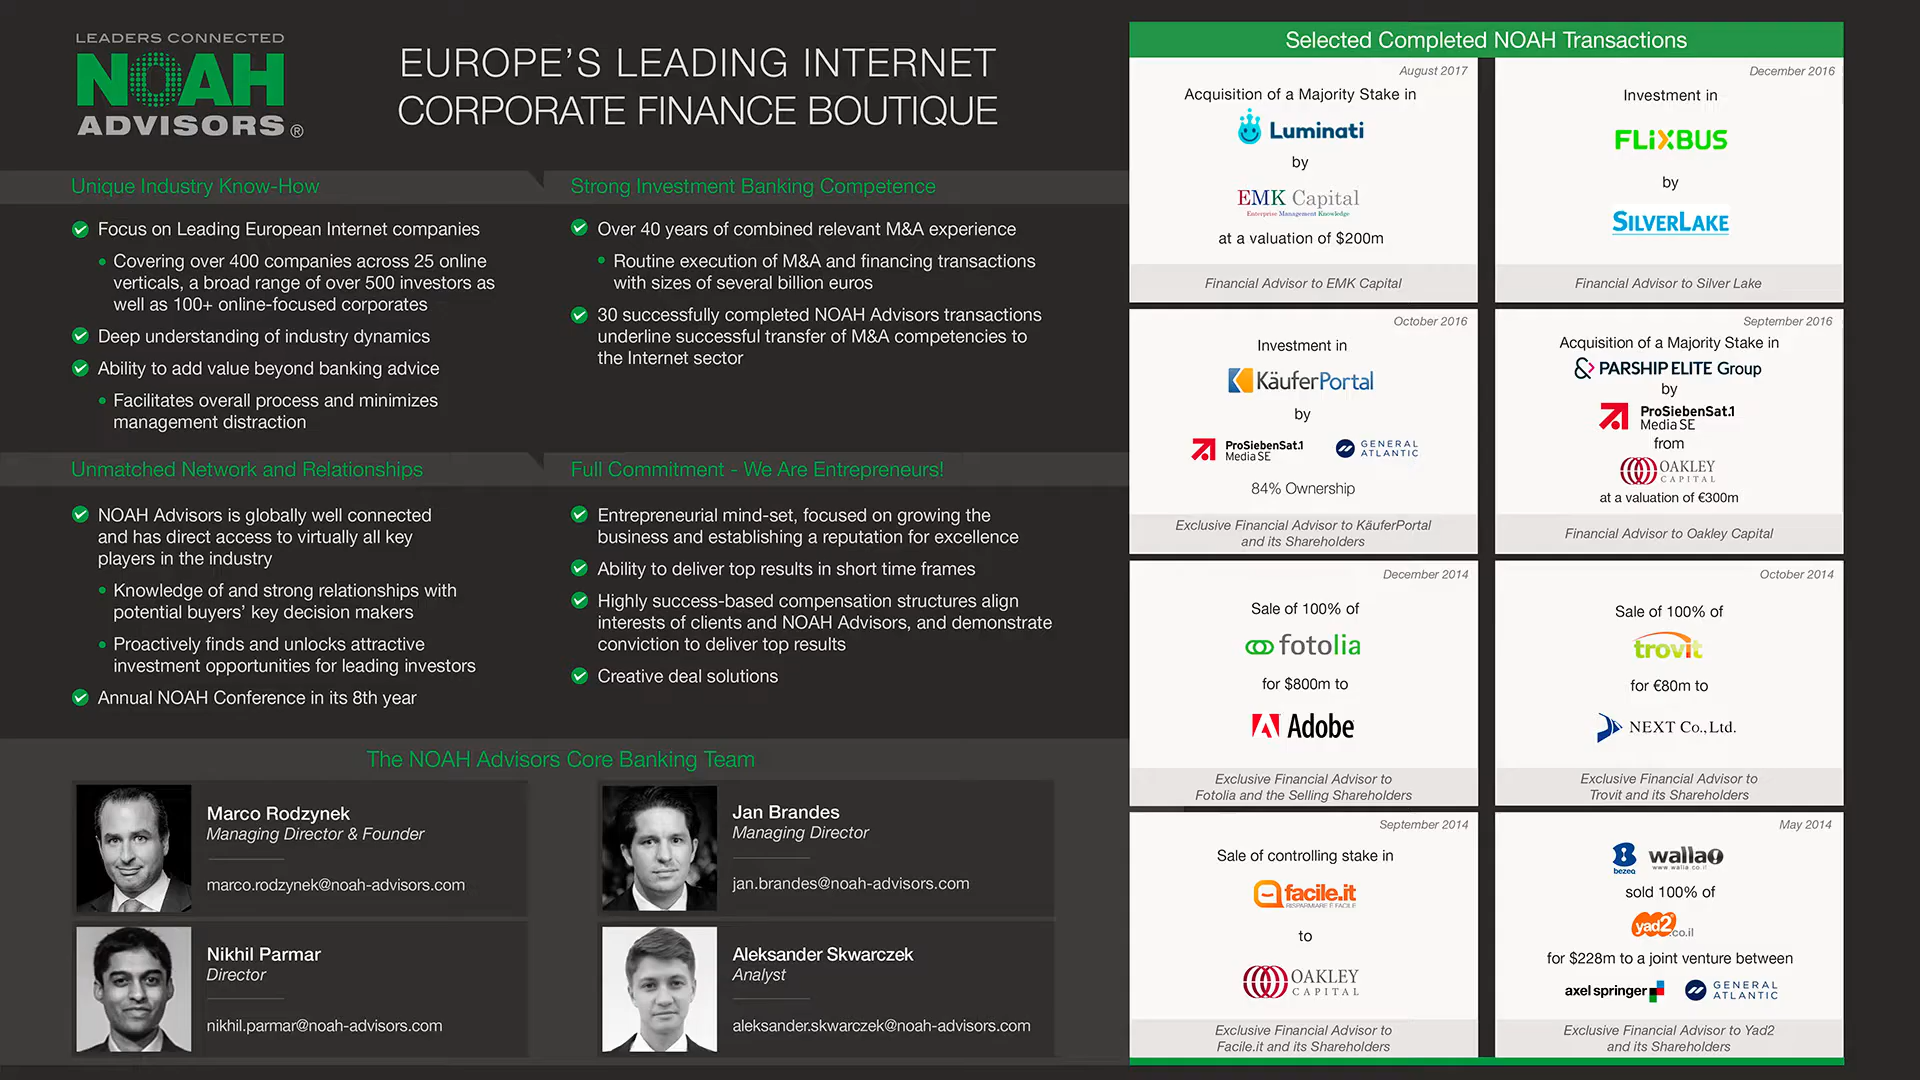 LEADERS CONNECTED
NOAH
ADVISORS®
EUROPE'S LEADING INTERNET
CORPORATE FINANCE BOUTIQUE
Unique Industry Know-How
Focus on Leading European Internet companies
Covering over 400 companies across 25 online
verticals, a broad range of over 500 investors as
well as 100+ online-focused corporates
Deep understanding of industry dynamics
Ability to add value beyond banking advice
Facilitates overall process and minimizes
management distraction
Strong Investment Banking Competence
Over 40 years of combined relevant M&A experience
Routine execution of M&A and financing transactions
with sizes of several billion euros
30 successfully completed NOAH Advisors transactions
underline successful transfer of M&A competencies to
the Internet sector
Unmatched Network and Relationships
NOAH Advisors is globally well connected
and has direct access to virtually all key
players in the industry
Knowledge of and strong relationships with
potential buyers' key decision makers
Proactively finds and unlocks attractive
investment opportunities for leading investors
Annual NOAH Conference in its 8th year
Full Commitment - We Are Entrepreneurs!
Entrepreneurial mind-set, focused on growing the
business and establishing a reputation for excellence
Ability to deliver top results in short time frames
Highly success-based compensation structures align
interests of clients and NOAH Advisors, and demonstrate
conviction to deliver top results
Creative deal solutions
The NOAH Advisors Core Banking Team
Marco Rodzynek
Managing Director & Founder
marco.rodzynek@noah-advisors.com
Jan Brandes
Managing Director
jan.brandes@noah-advisors.com
Nikhil Parmar
Director
nikhil.parmar@noah-advisors.com
Aleksander Skwarczek
Analyst
aleksander.skwarczek@noah-advisors.com
Selected Completed NOAH Transactions
August 2017
Acquisition of a Majority Stake in
Luminati
by
EMK Capital
Enterprise Management Knowledge
at a valuation of $200m
Financial Advisor to EMK Capital
December 2016
Investment in
FLiXBUS
by
SILVERLAKE
Financial Advisor to Silver Lake
October 2016
Investment in
KäuferPortal
by
ProSiebenSat.1
Media SE
GENERAL
ATLANTIC
84% Ownership
Exclusive Financial Advisor to KäuferPortal
and its Shareholders
September 2016
Acquisition of a Majority Stake in
PARSHIP ELITE Group
by
ProSiebenSat.1
Media SE
from
OAKLEY
CAPITAL
at a valuation of €300m
Financial Advisor to Oakley Capital
December 2014
Sale of 100% of
fotolia
for $800m to
Adobe
Exclusive Financial Advisor to
Fotolia and the Selling Shareholders
October 2014
Sale of 100% of
trovit
for €80m to
NEXT Co., Ltd.
Exclusive Financial Advisor to
Trovit and its Shareholders
September 2014
Sale of controlling stake in
facile.it
RISPARMIARE È FACILE
to
OAKLEY
CAPITAL
Exclusive Financial Advisor to
Facile.it and its Shareholders
May 2014
bezeq
walla!
www.walla.co.il
sold 100% of
yad2.co.il
for $228m to a joint venture between
axel springer
GENERAL
ATLANTIC
Exclusive Financial Advisor to Yad2
and its Shareholders